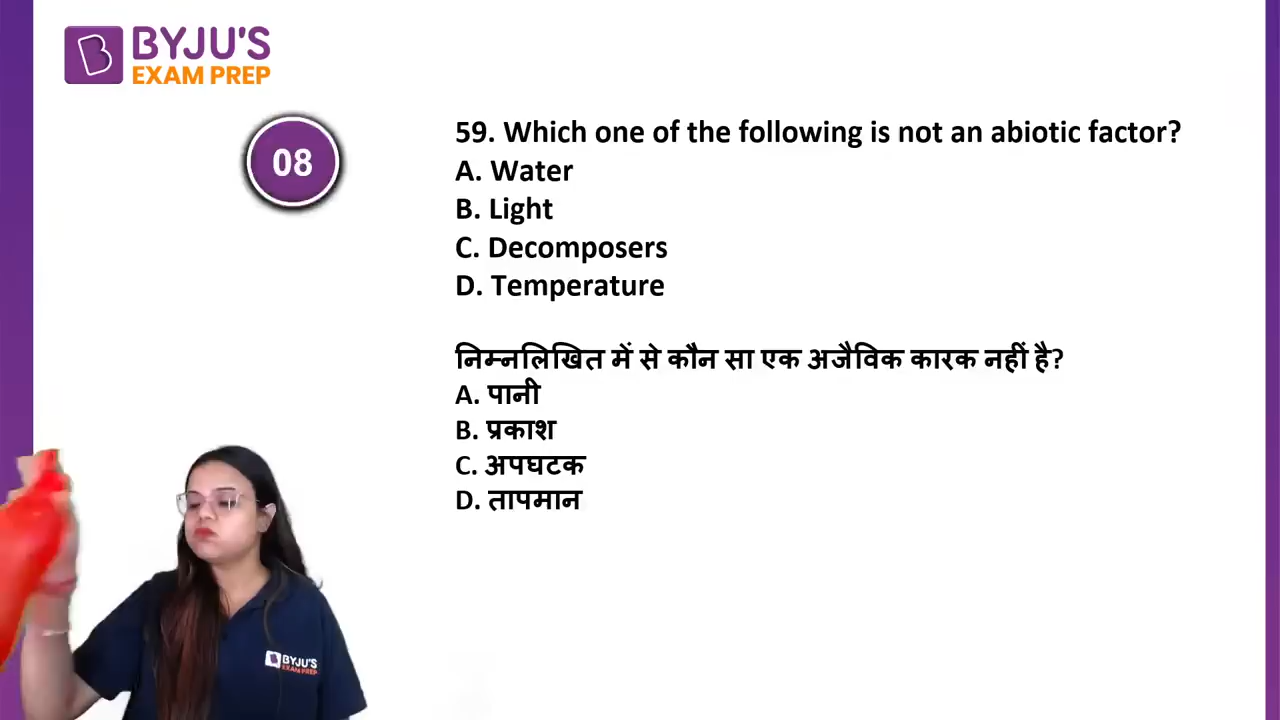 BYJU'S
EXAM PREP
08
59. Which one of the following is not an abiotic factor?
A. Water
B. Light
C. Decomposers
D. Temperature
निम्नलिखित में से कौन सा एक अजैविक कारक नहीं है?
A. पानी
B. प्रकाश
C. अपघटक
D. तापमान
BYJU'S
EXAM PREP